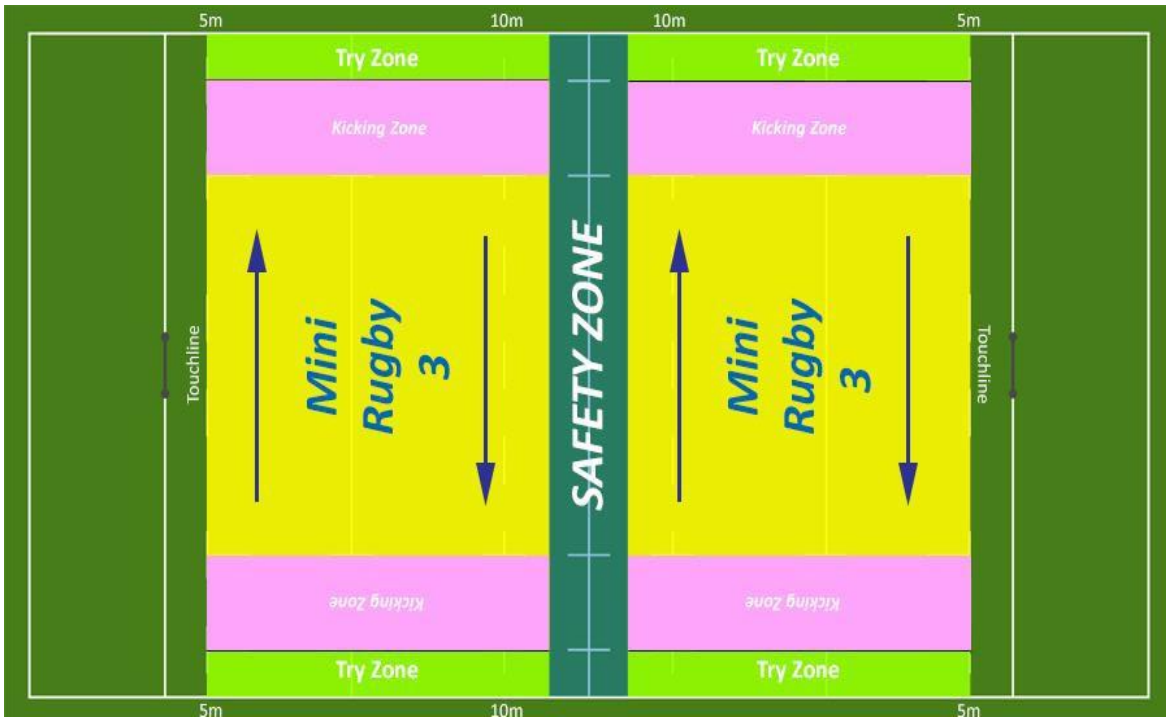 5m
10m
10m
5m
Try Zone
Try Zone
Kicking Zone
Kicking Zone
Touchline
Mini
Rugby
3
SAFETY ZONE
Mini
Rugby
3
Touchline
Kicking Zone
Kicking Zone
Try Zone
Try Zone
5m
10m
5m